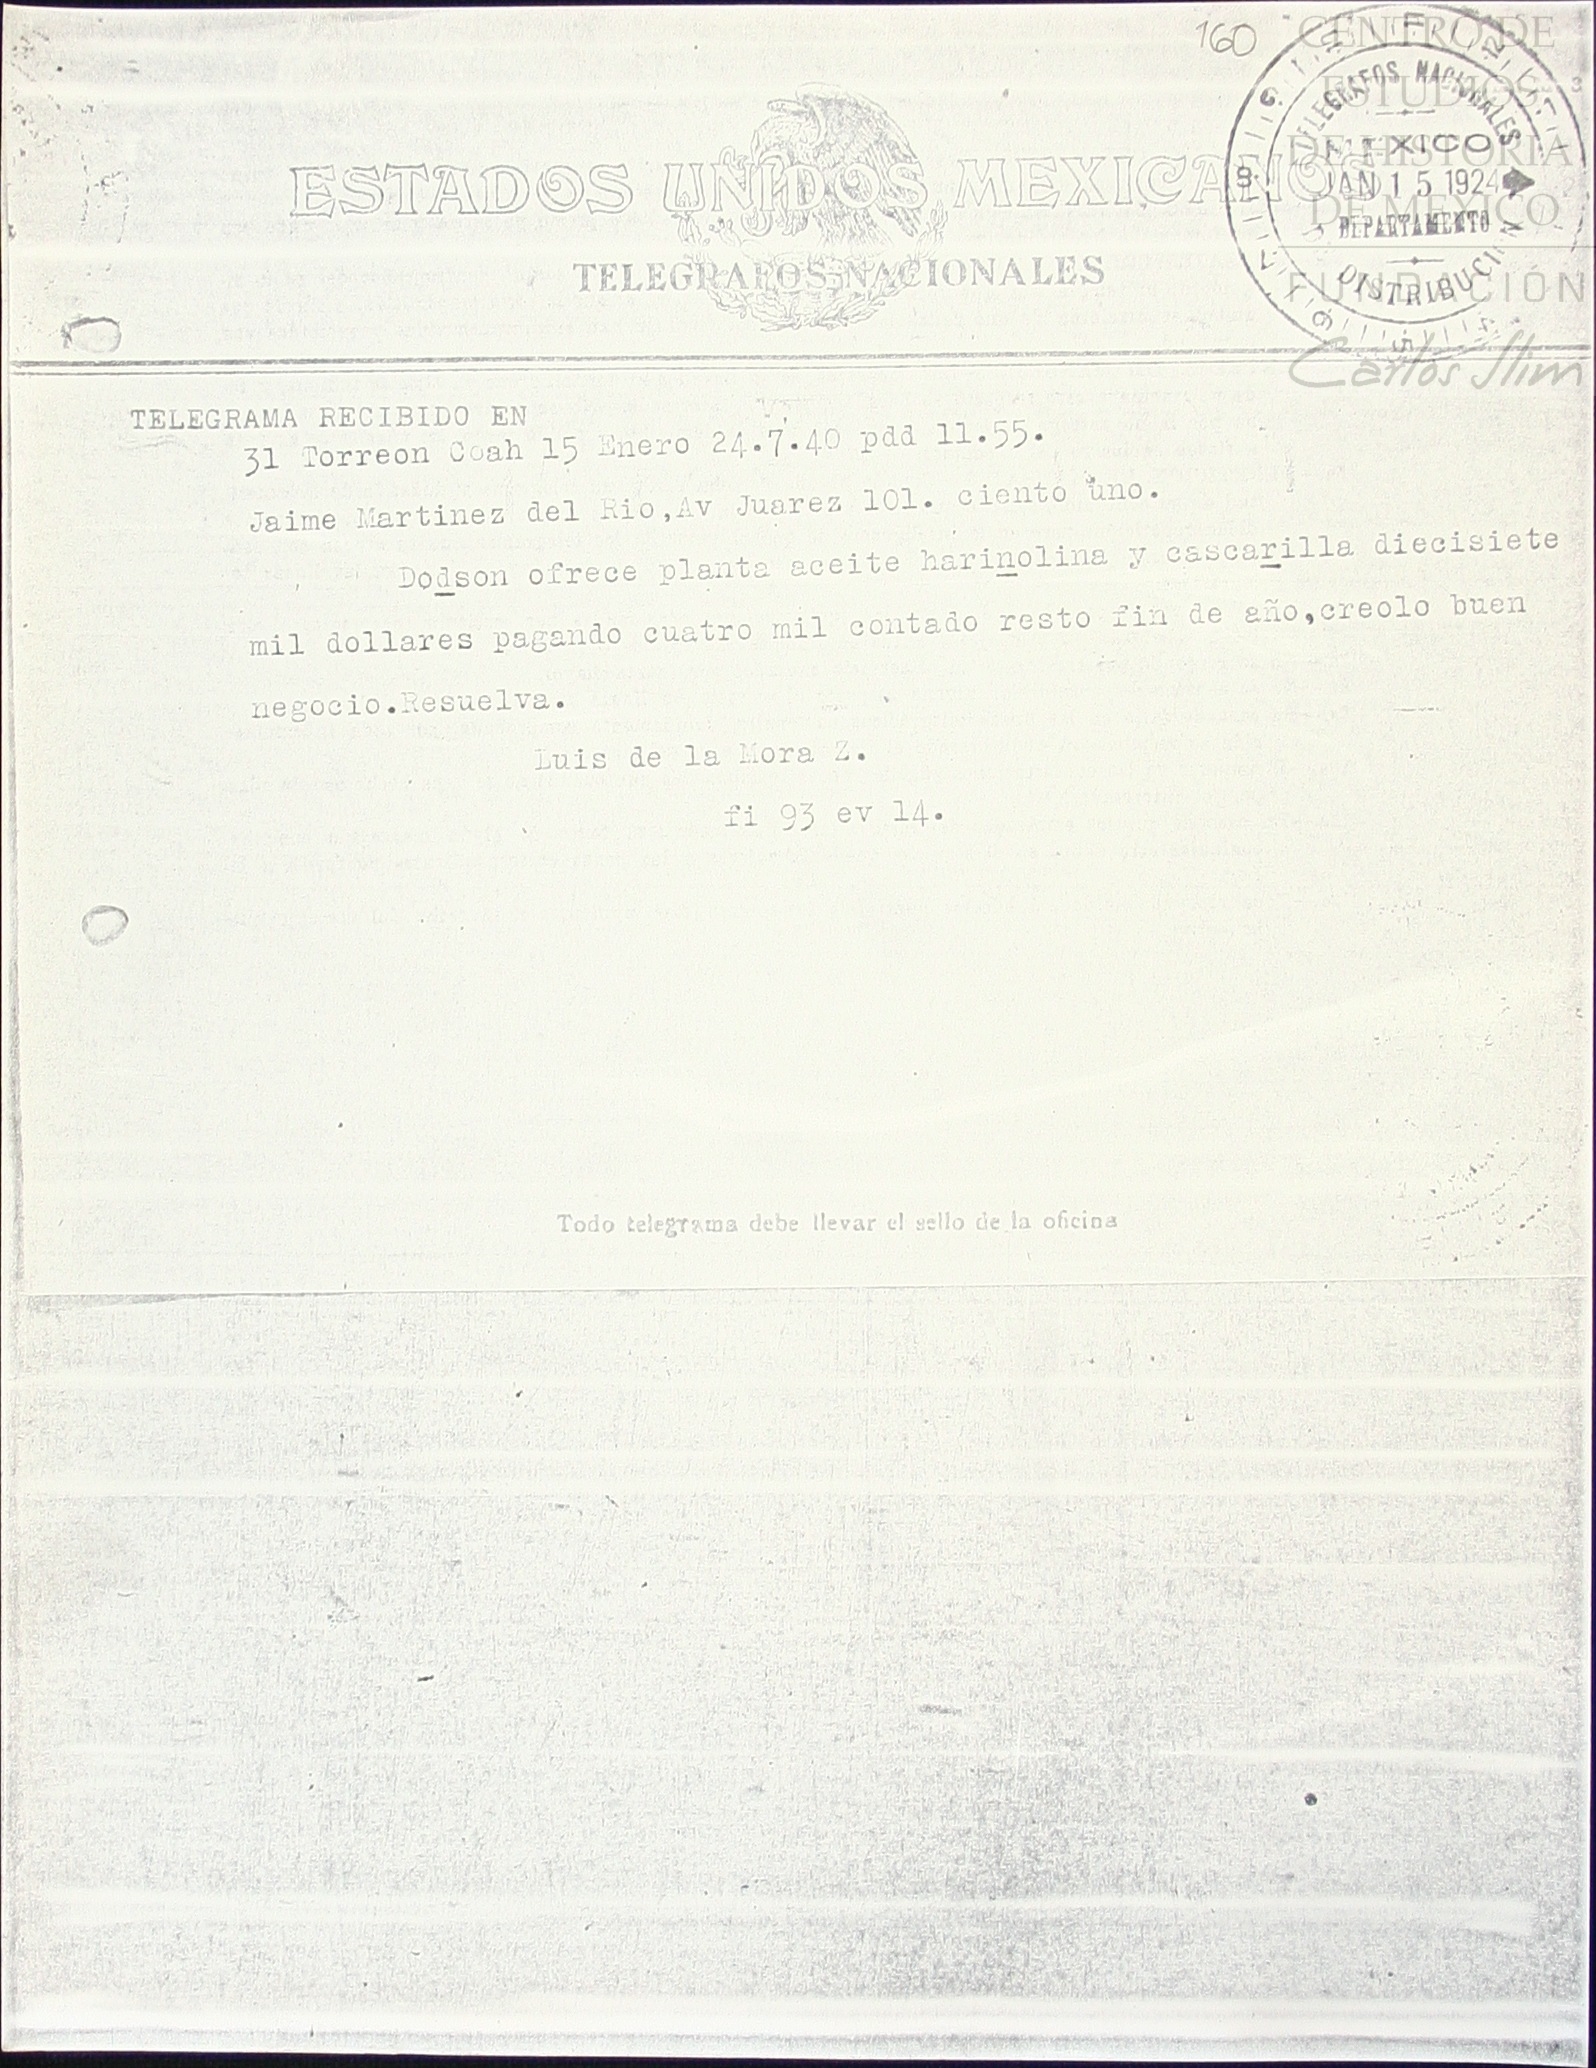 160
CENTRO DE
ESTUDIOS
DE HISTORIA
DE MEXICO
FUNDACIÓN
Carlos Slim
TELEGRAFOS NACIONALES
MEXICO
JAN 15 1924
DEPARTAMENTO
DISTRIBUCION
ESTADOS UNIDOS MEXICANOS
TELEGRAFOS NACIONALES
TELEGRAMA RECIBIDO EN
31 Torreon Coah 15 Enero 24.7.40 pdd 11.55.
Jaime Martinez del Rio,Av Juarez 101. ciento uno.
Dodson ofrece planta aceite harinolina y cascarilla diecisiete
mil dollares pagando cuatro mil contado resto fin de año,creolo buen
negocio.Resuelva.
Luis de la Mora Z.
fi 93 ev 14.
Todo telegrama debe llevar el sello de la oficina